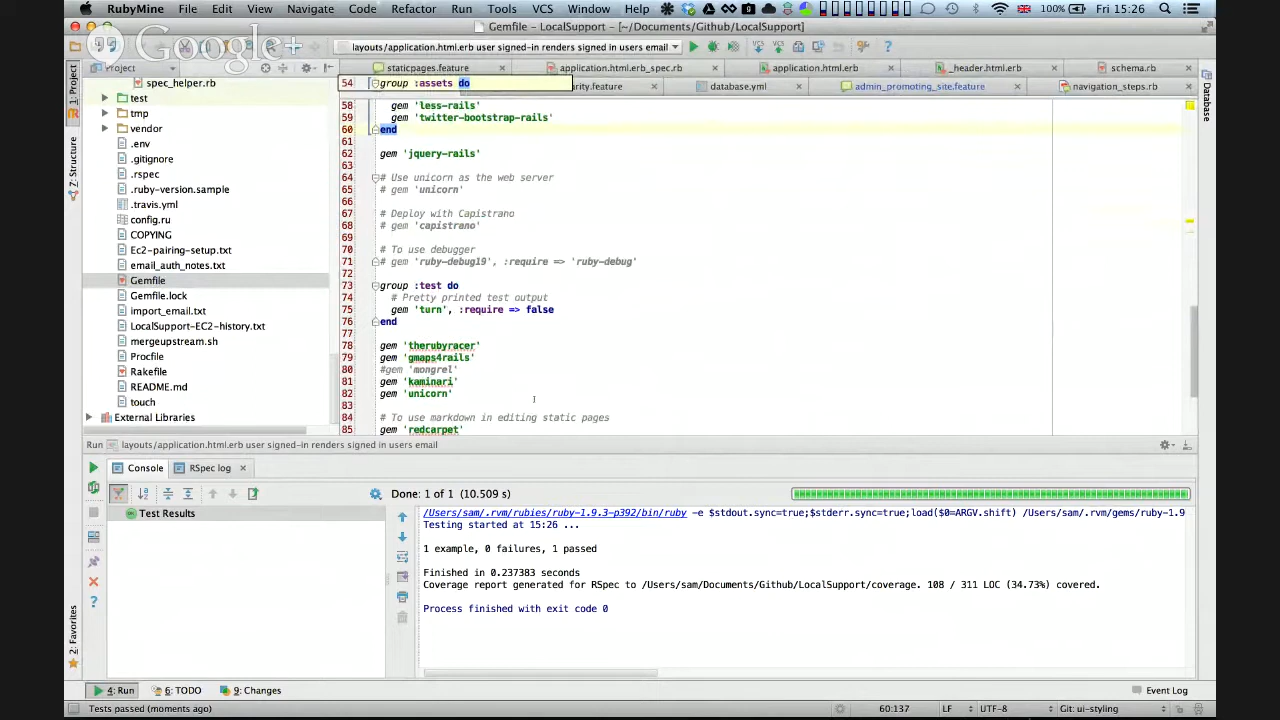 RubyMine File Edit View Navigate Code Refactor Run Tools VCS Window Help 100% Fri 15:26
Gemfile - LocalSupport - [~/Documents/Github/LocalSupport]
Google+
layouts/application.html.erb user signed-in renders signed in users email
Project
staticpages.feature
application.html.erb_spec.rb
application.html.erb
_header.html.erb
schema.rb
urity.feature
database.yml
admin_promoting_site.feature
navigation_steps.rb
1: Project
7: Structure
2: Favorites
Database
spec_helper.rb
test
tmp
vendor
.env
.gitignore
.rspec
.ruby-version.sample
.travis.yml
config.ru
COPYING
Ec2-pairing-setup.txt
email_auth_notes.txt
Gemfile
Gemfile.lock
import_email.txt
LocalSupport-EC2-history.txt
mergeupstream.sh
Procfile
Rakefile
README.md
touch
External Libraries
54 group :assets do
58 gem 'less-rails'
59 gem 'twitter-bootstrap-rails'
60 end
61
62 gem 'jquery-rails'
63
64 # Use unicorn as the web server
65 # gem 'unicorn'
66
67 # Deploy with Capistrano
68 # gem 'capistrano'
69
70 # To use debugger
71 # gem 'ruby-debug19', :require => 'ruby-debug'
72
73 group :test do
74 # Pretty printed test output
75 gem 'turn', :require => false
76 end
77
78 gem 'therubyracer'
79 gem 'gmaps4rails'
80 #gem 'mongrel'
81 gem 'kaminari'
82 gem 'unicorn'
83
84 # To use markdown in editing static pages
85 gem 'redcarpet'
Run layouts/application.html.erb user signed-in renders signed in users email
Console RSpec log
Done: 1 of 1 (10.509 s)
Test Results
/Users/sam/.rvm/rubies/ruby-1.9.3-p392/bin/ruby -e $stdout.sync=true;$stderr.sync=true;load($0=ARGV.shift) /Users/sam/.rvm/gems/ruby-1.9
Testing started at 15:26 ...
1 example, 0 failures, 1 passed
Finished in 0.237383 seconds
Coverage report generated for RSpec to /Users/sam/Documents/Github/LocalSupport/coverage. 108 / 311 LOC (34.73%) covered.
Process finished with exit code 0
4: Run 6: TODO 9: Changes Event Log
Tests passed (moments ago) 60:137 LF UTF-8 Git: ui-styling